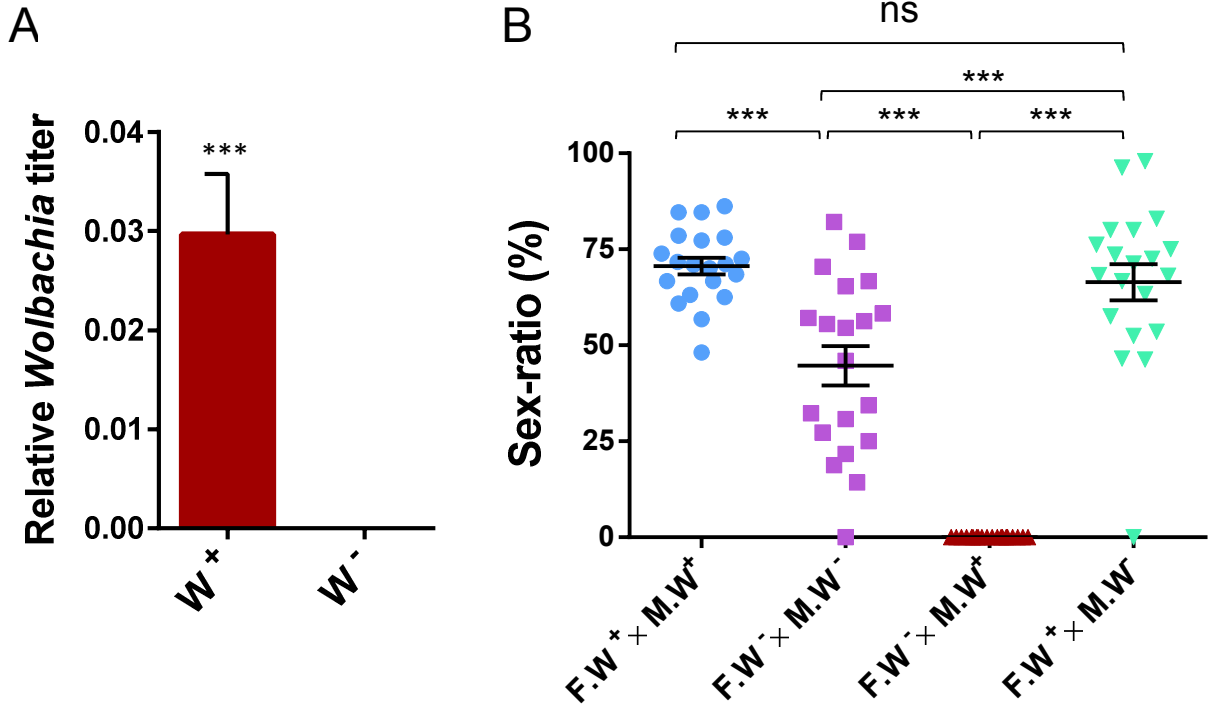 A
Relative Wolbachia titer
0.04
0.03
0.02
0.01
0.00
***
W+
W-
B
ns
***
*** *** ***
Sex-ratio (%)
100
75
50
25
0
F.W+ + M.W+
F.W- + M.W-
F.W- + M.W+
F.W+ + M.W-